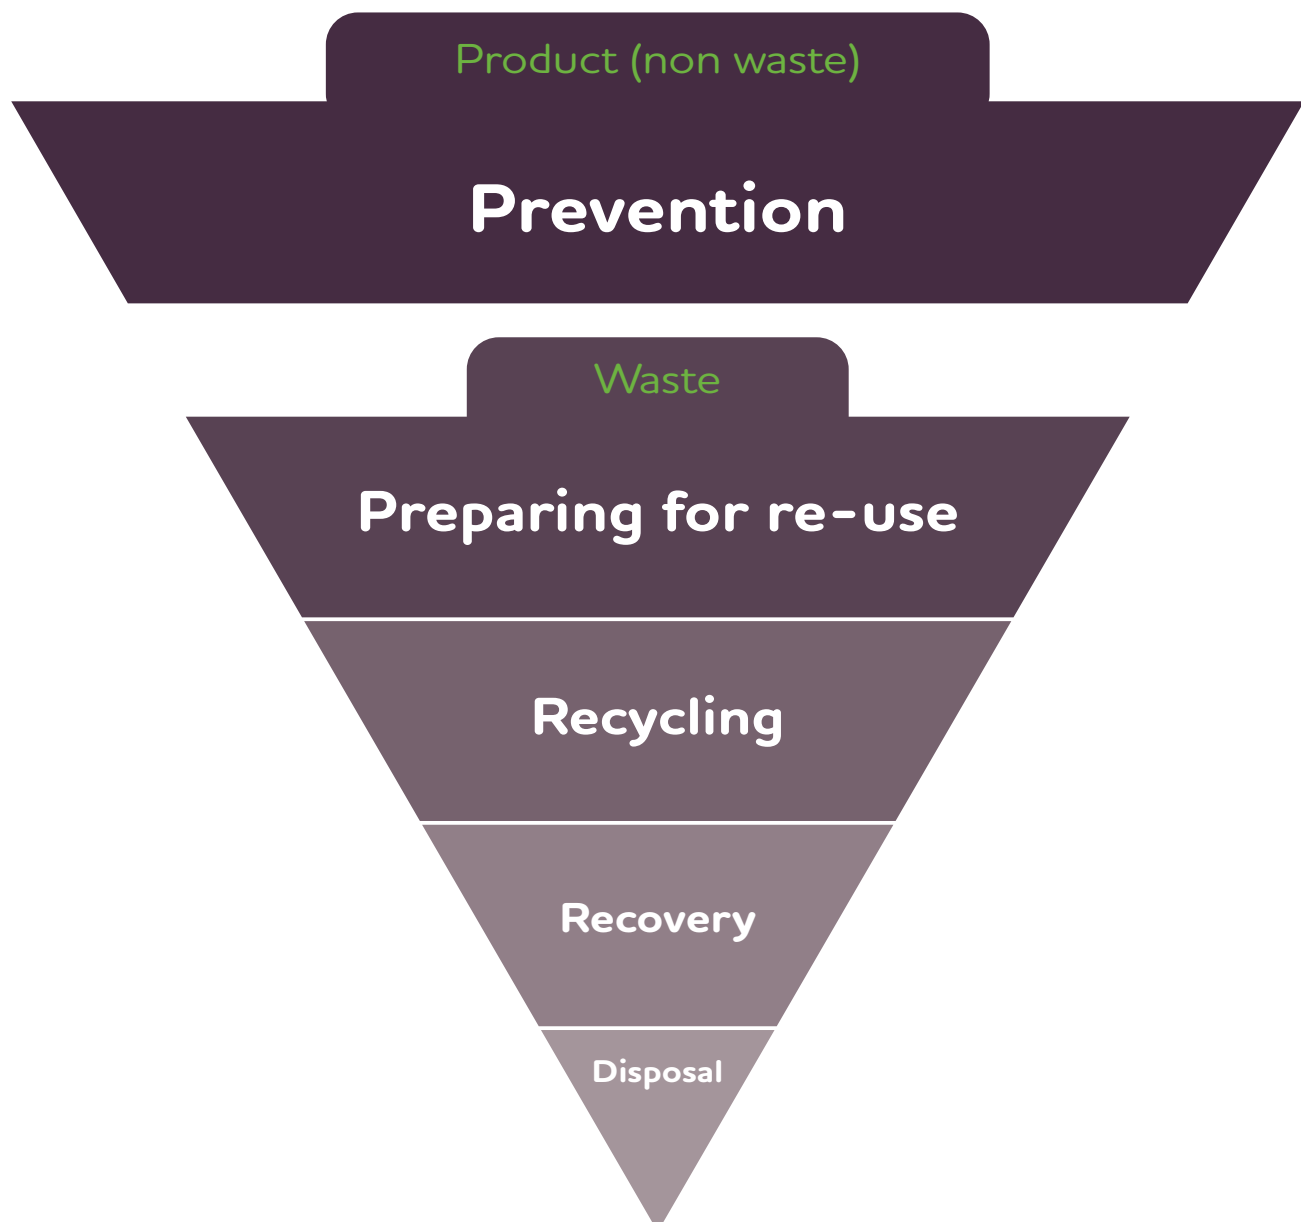 Product (non waste)
Prevention
Waste
Preparing for re-use
Recycling
Recovery
Disposal